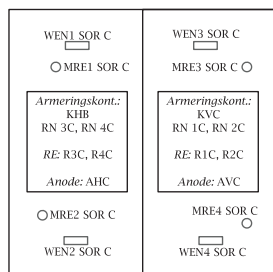 WEN1 SOR C
MRE1 SOR C
Armeringskont.:
KHB
RN 3C, RN 4C
RE: R3C, R4C
Anode: AHC
MRE2 SOR C
WEN2 SOR C
WEN3 SOR C
MRE3 SOR C
Armeringskont.:
KVC
RN 1C, RN 2C
RE: R1C, R2C
Anode: AVC
MRE4 SOR C
WEN4 SOR C